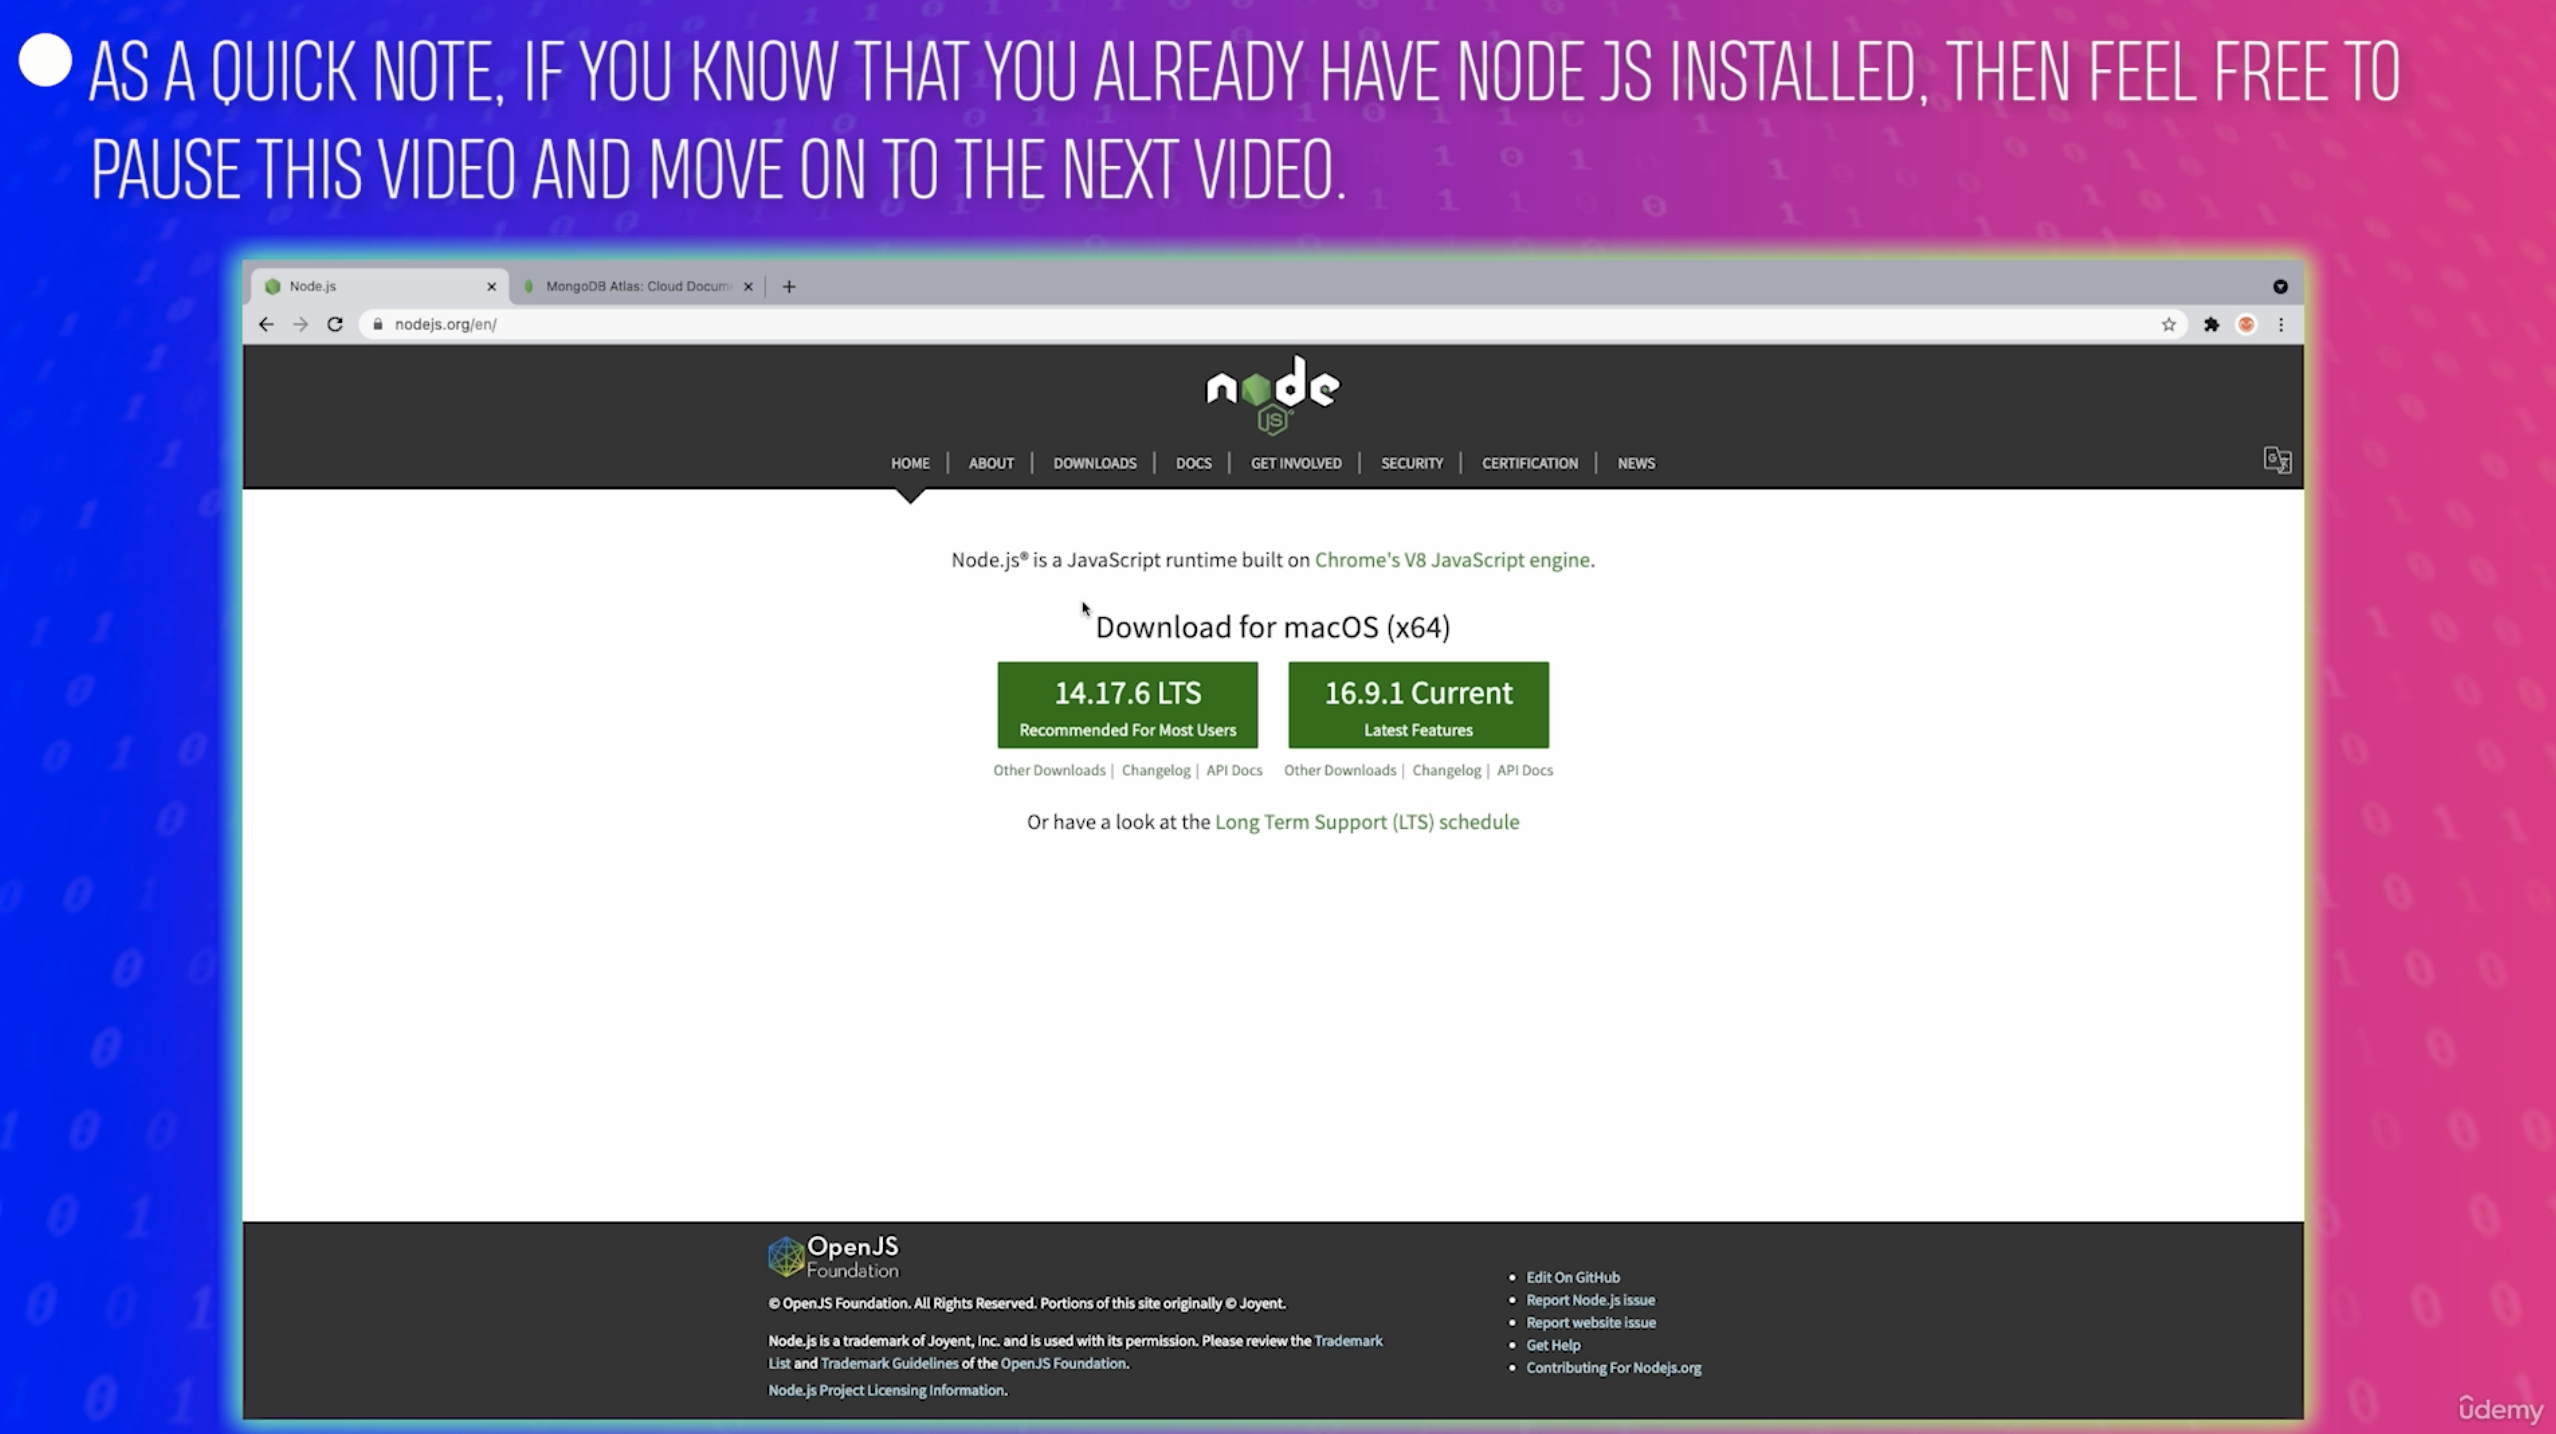 AS A QUICK NOTE, IF YOU KNOW THAT YOU ALREADY HAVE NODE JS INSTALLED, THEN FEEL FREE TO
PAUSE THIS VIDEO AND MOVE ON TO THE NEXT VIDEO.
Node.js
MongoDB Atlas: Cloud Docum
nodejs.org/en/
node
JS
HOME | ABOUT | DOWNLOADS | DOCS | GET INVOLVED | SECURITY | CERTIFICATION | NEWS
Node.js® is a JavaScript runtime built on Chrome's V8 JavaScript engine.
Download for macOS (x64)
14.17.6 LTS
Recommended For Most Users
16.9.1 Current
Latest Features
Other Downloads | Changelog | API Docs
Other Downloads | Changelog | API Docs
Or have a look at the Long Term Support (LTS) schedule
OpenJS
Foundation
© OpenJS Foundation. All Rights Reserved. Portions of this site originally © Joyent.
Node.js is a trademark of Joyent, Inc. and is used with its permission. Please review the Trademark
List and Trademark Guidelines of the OpenJS Foundation.
Node.js Project Licensing Information.
• Edit On GitHub
• Report Node.js issue
• Report website issue
• Get Help
• Contributing For Nodejs.org
ûdemy